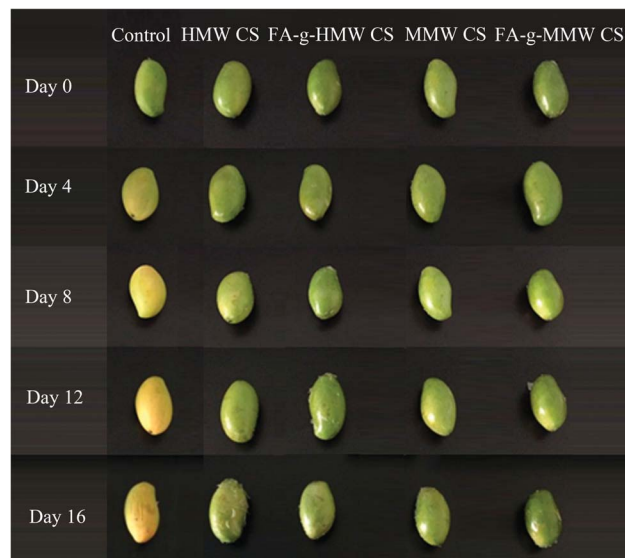 Control HMW CS FA-g-HMW CS MMW CS FA-g-MMW CS
Day 0
Day 4
Day 8
Day 12
Day 16